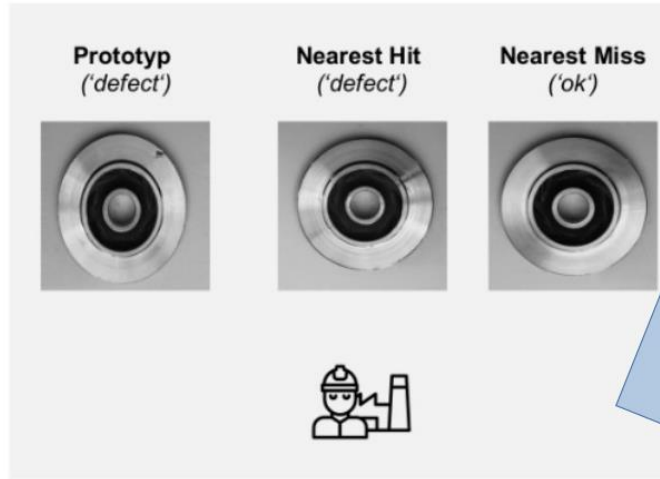 Prototyp
(‘defect‘)
Nearest Hit
(‘defect‘)
Nearest Miss
(‘ok‘)